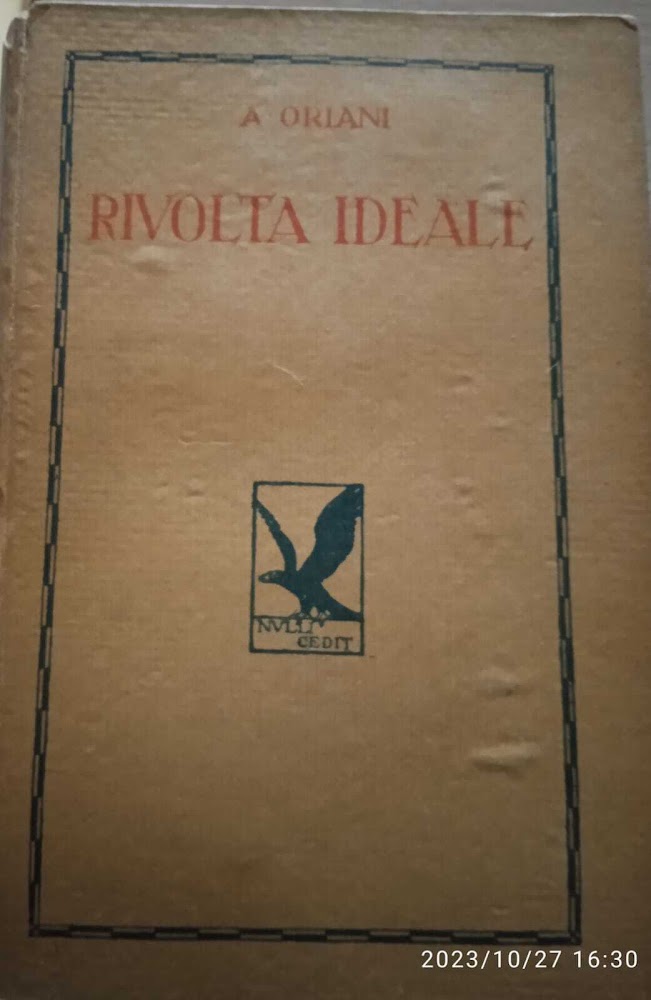 A ORIANI
RIVOLTA IDEALE
NVLLI
CEDIT
2023/10/27 16:30